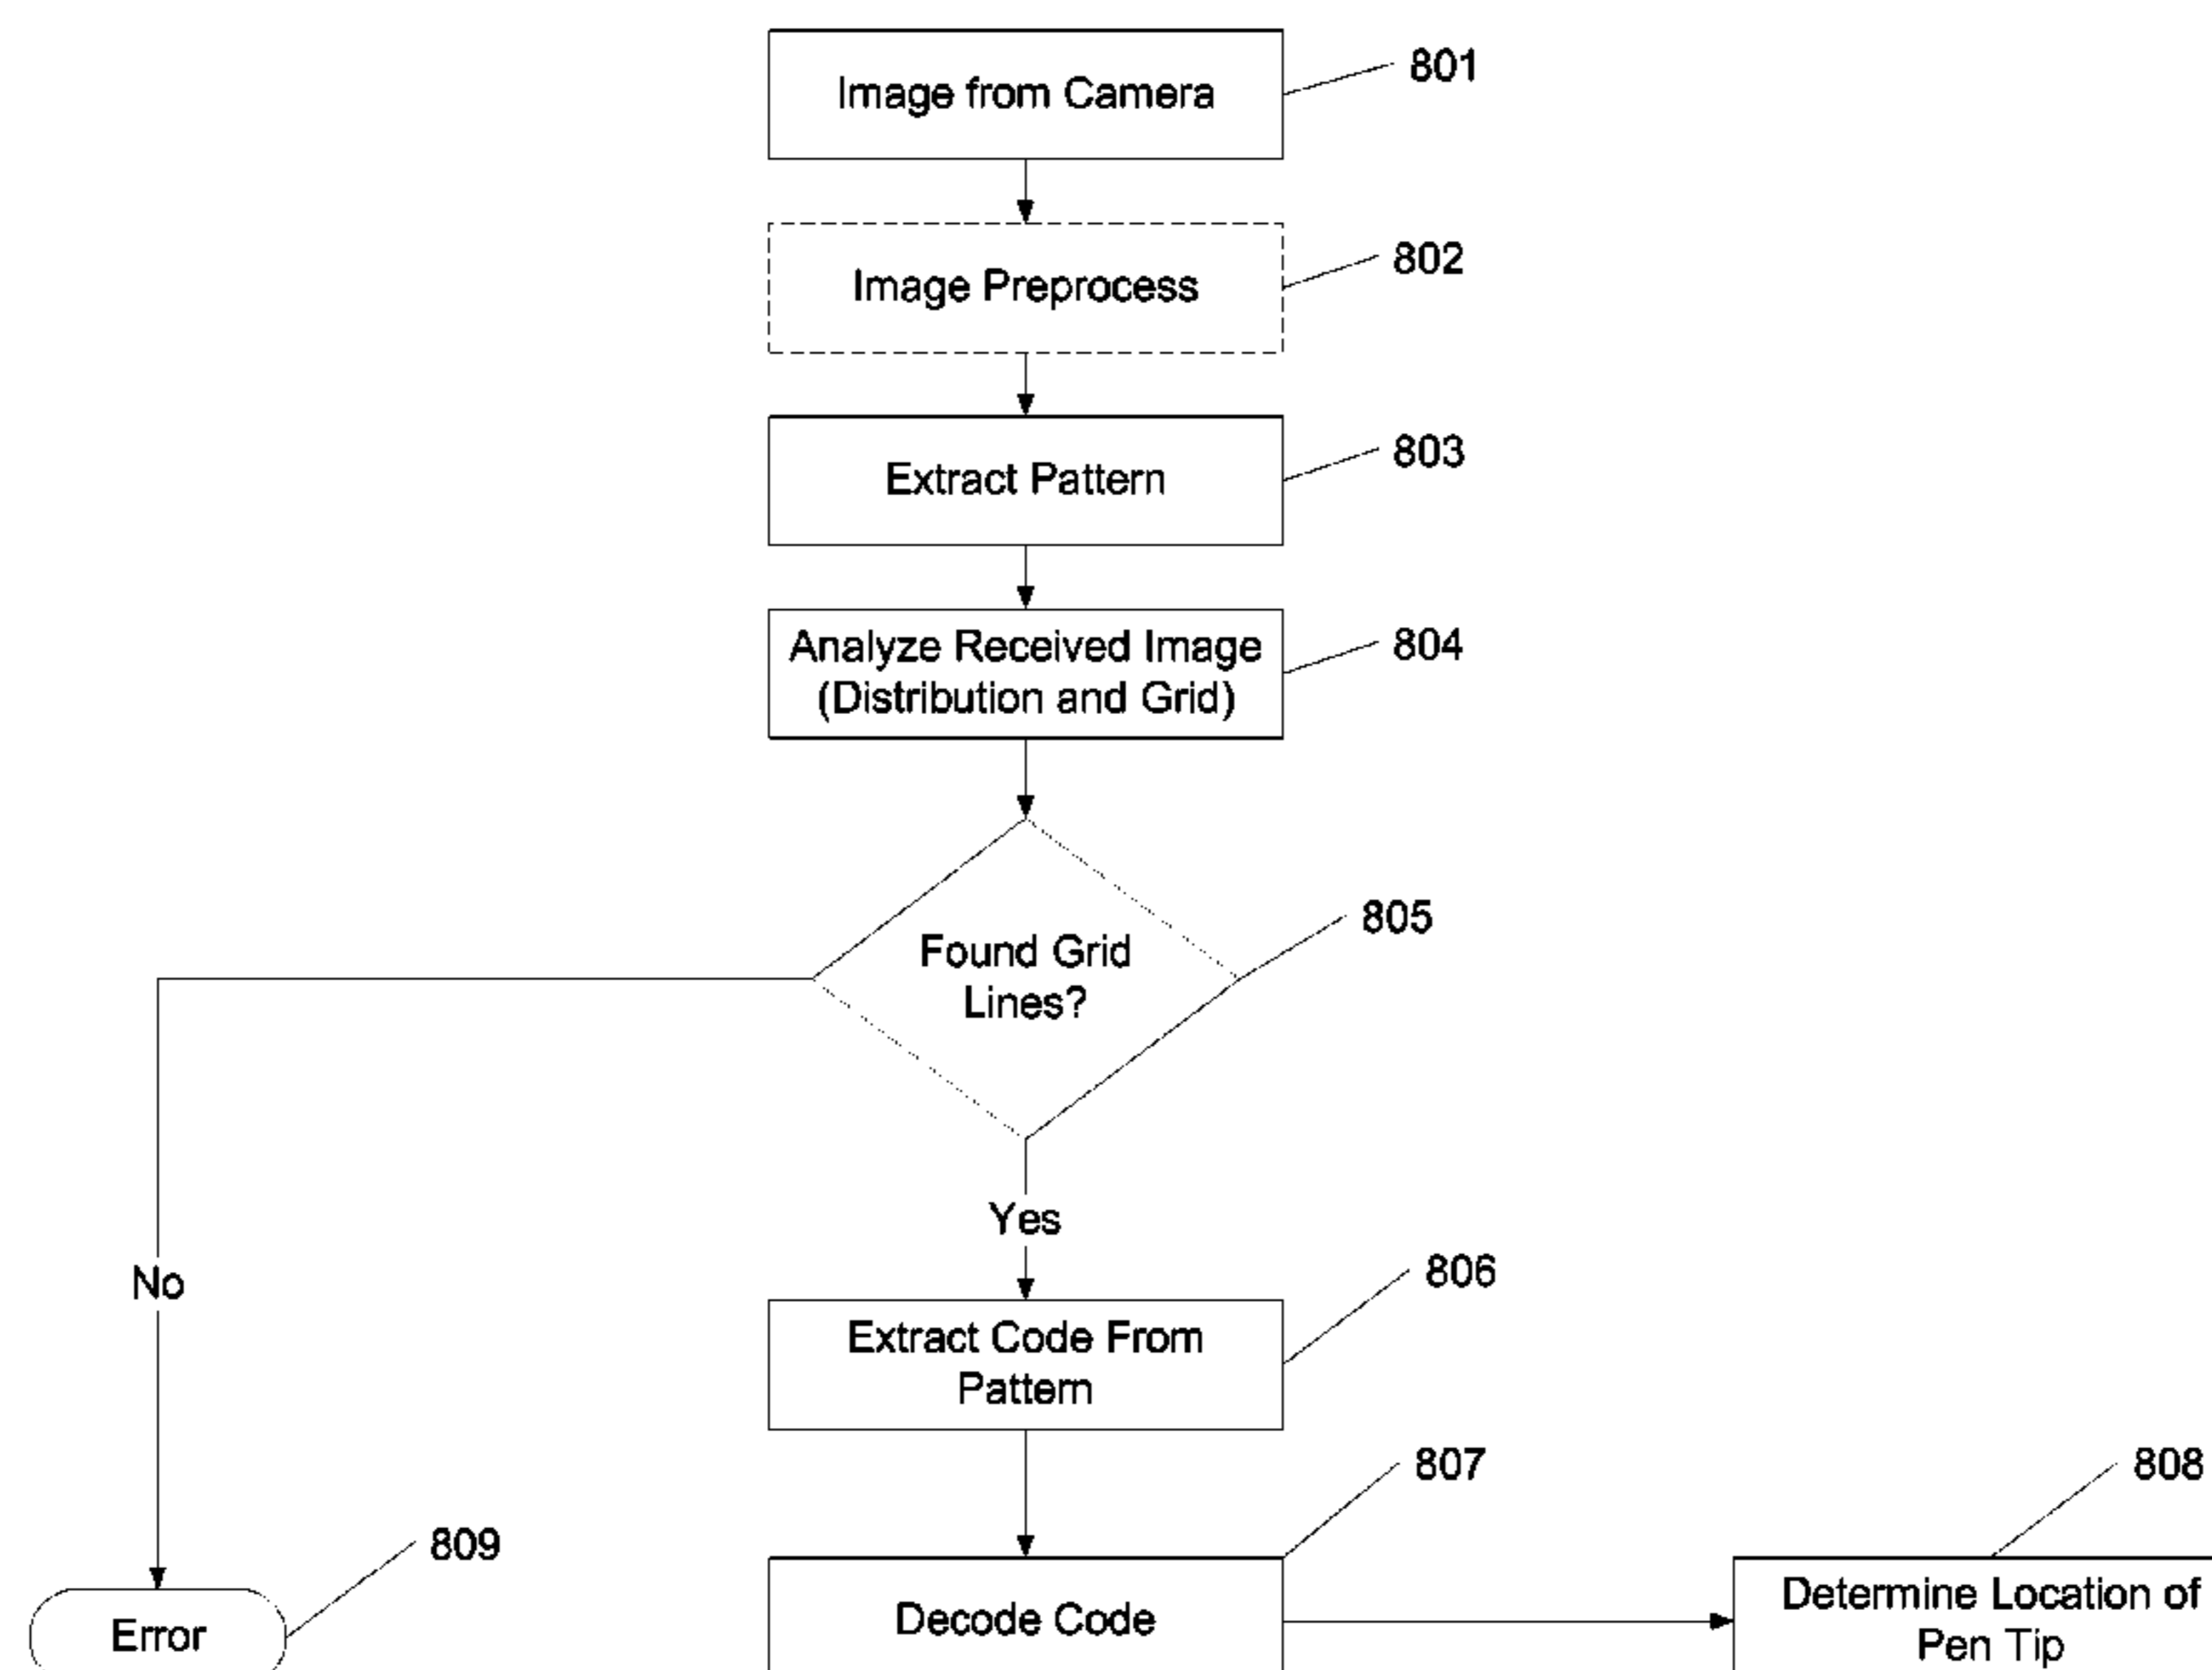 Image from Camera
801
Image Preprocess
802
Extract Pattern
803
Analyze Received Image
(Distribution and Grid)
804
Found Grid
Lines?
805
Yes
No
Extract Code From
Pattern
806
Decode Code
807
Determine Location of
Pen Tip
808
Error
809